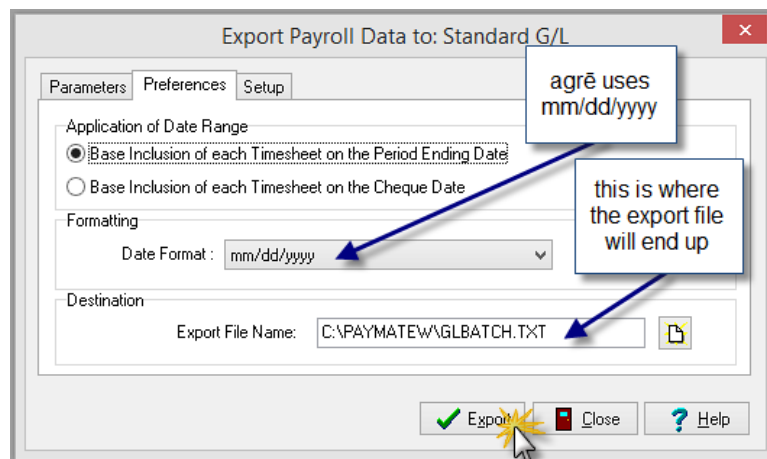 Export Payroll Data to: Standard G/L
Parameters Preferences Setup
agrē uses
mm/dd/yyyy
Application of Date Range
Base Inclusion of each Timesheet on the Period Ending Date
Base Inclusion of each Timesheet on the Cheque Date
this is where
the export file
will end up
Formatting
Date Format : mm/dd/yyyy
Destination
Export File Name: C:\PAYMATEW\GLBATCH.TXT
Export Close Help